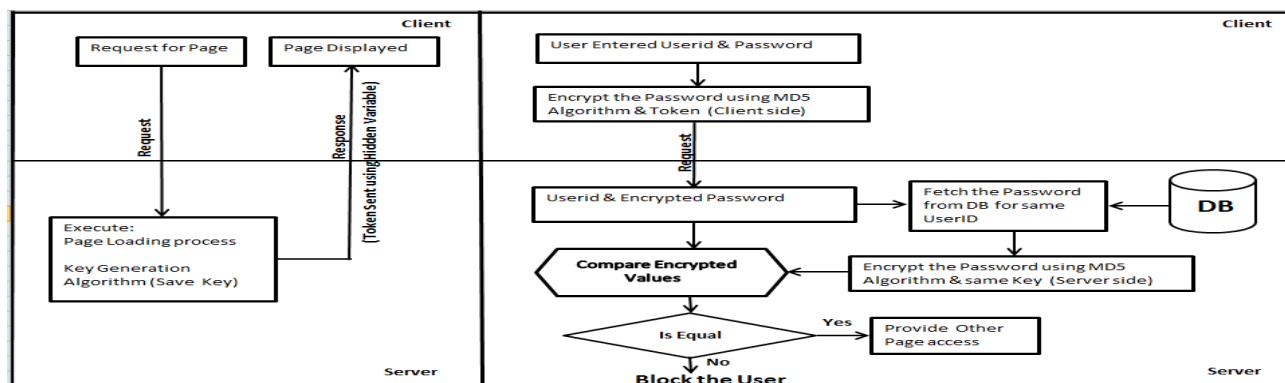 Client
Request for Page
Page Displayed
Request
Response
(Token Sent using Hidden Variable)
Execute:
Page Loading process
Key Generation
Algorithm (Save Key)
Server
Client
User Entered Userid & Password
Encrypt the Password using MD5
Algorithm & Token (Client side)
Request
Userid & Encrypted Password
Fetch the Password
from DB for same
UserID
DB
Compare Encrypted
Values
Encrypt the Password using MD5
Algorithm & same Key (Server side)
Is Equal
Yes
Provide Other
Page access
No
Block the User
Server